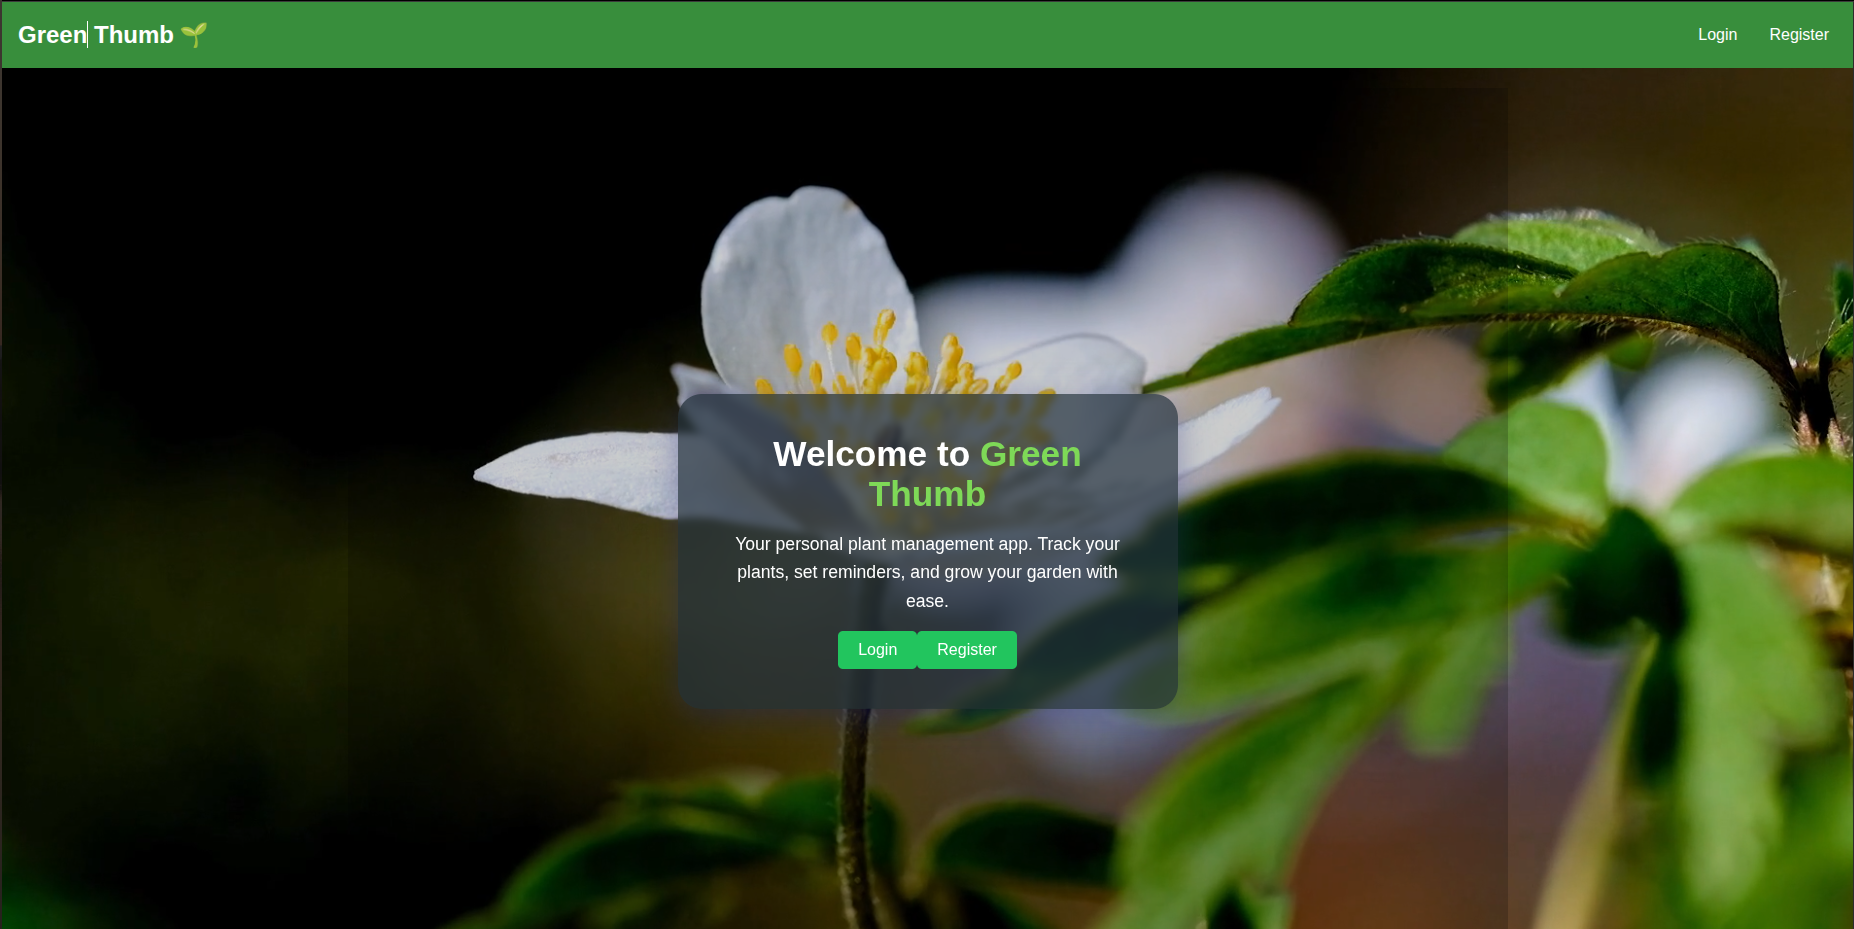 Green Thumb 🌱
Login
Register
Welcome to Green
Thumb
Your personal plant management app. Track your
plants, set reminders, and grow your garden with
ease.
Login
Register